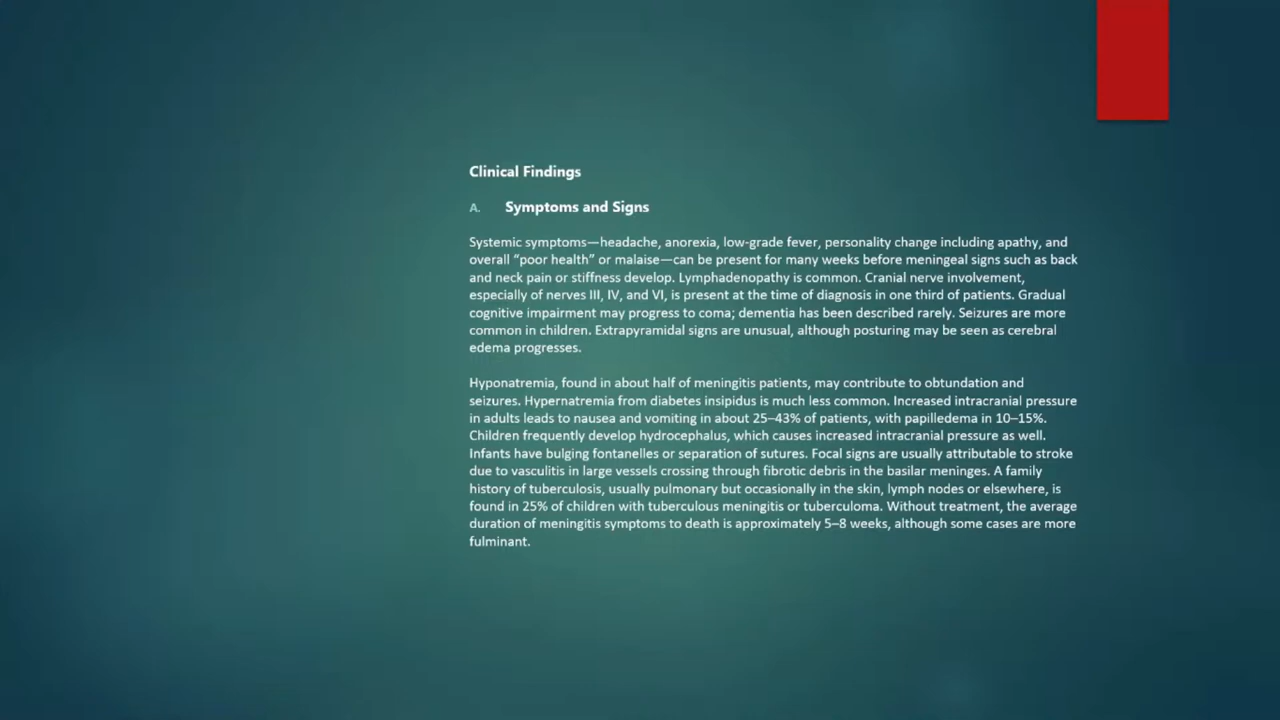 Clinical Findings
A. Symptoms and Signs
Systemic symptoms—headache, anorexia, low-grade fever, personality change including apathy, and
overall “poor health” or malaise—can be present for many weeks before meningeal signs such as back
and neck pain or stiffness develop. Lymphadenopathy is common. Cranial nerve involvement,
especially of nerves III, IV, and VI, is present at the time of diagnosis in one third of patients. Gradual
cognitive impairment may progress to coma; dementia has been described rarely. Seizures are more
common in children. Extrapyramidal signs are unusual, although posturing may be seen as cerebral
edema progresses.
Hyponatremia, found in about half of meningitis patients, may contribute to obtundation and
seizures. Hypernatremia from diabetes insipidus is much less common. Increased intracranial pressure
in adults leads to nausea and vomiting in about 25–43% of patients, with papilledema in 10–15%.
Children frequently develop hydrocephalus, which causes increased intracranial pressure as well.
Infants have bulging fontanelles or separation of sutures. Focal signs are usually attributable to stroke
due to vasculitis in large vessels crossing through fibrotic debris in the basilar meninges. A family
history of tuberculosis, usually pulmonary but occasionally in the skin, lymph nodes or elsewhere, is
found in 25% of children with tuberculous meningitis or tuberculoma. Without treatment, the average
duration of meningitis symptoms to death is approximately 5–8 weeks, although some cases are more
fulminant.